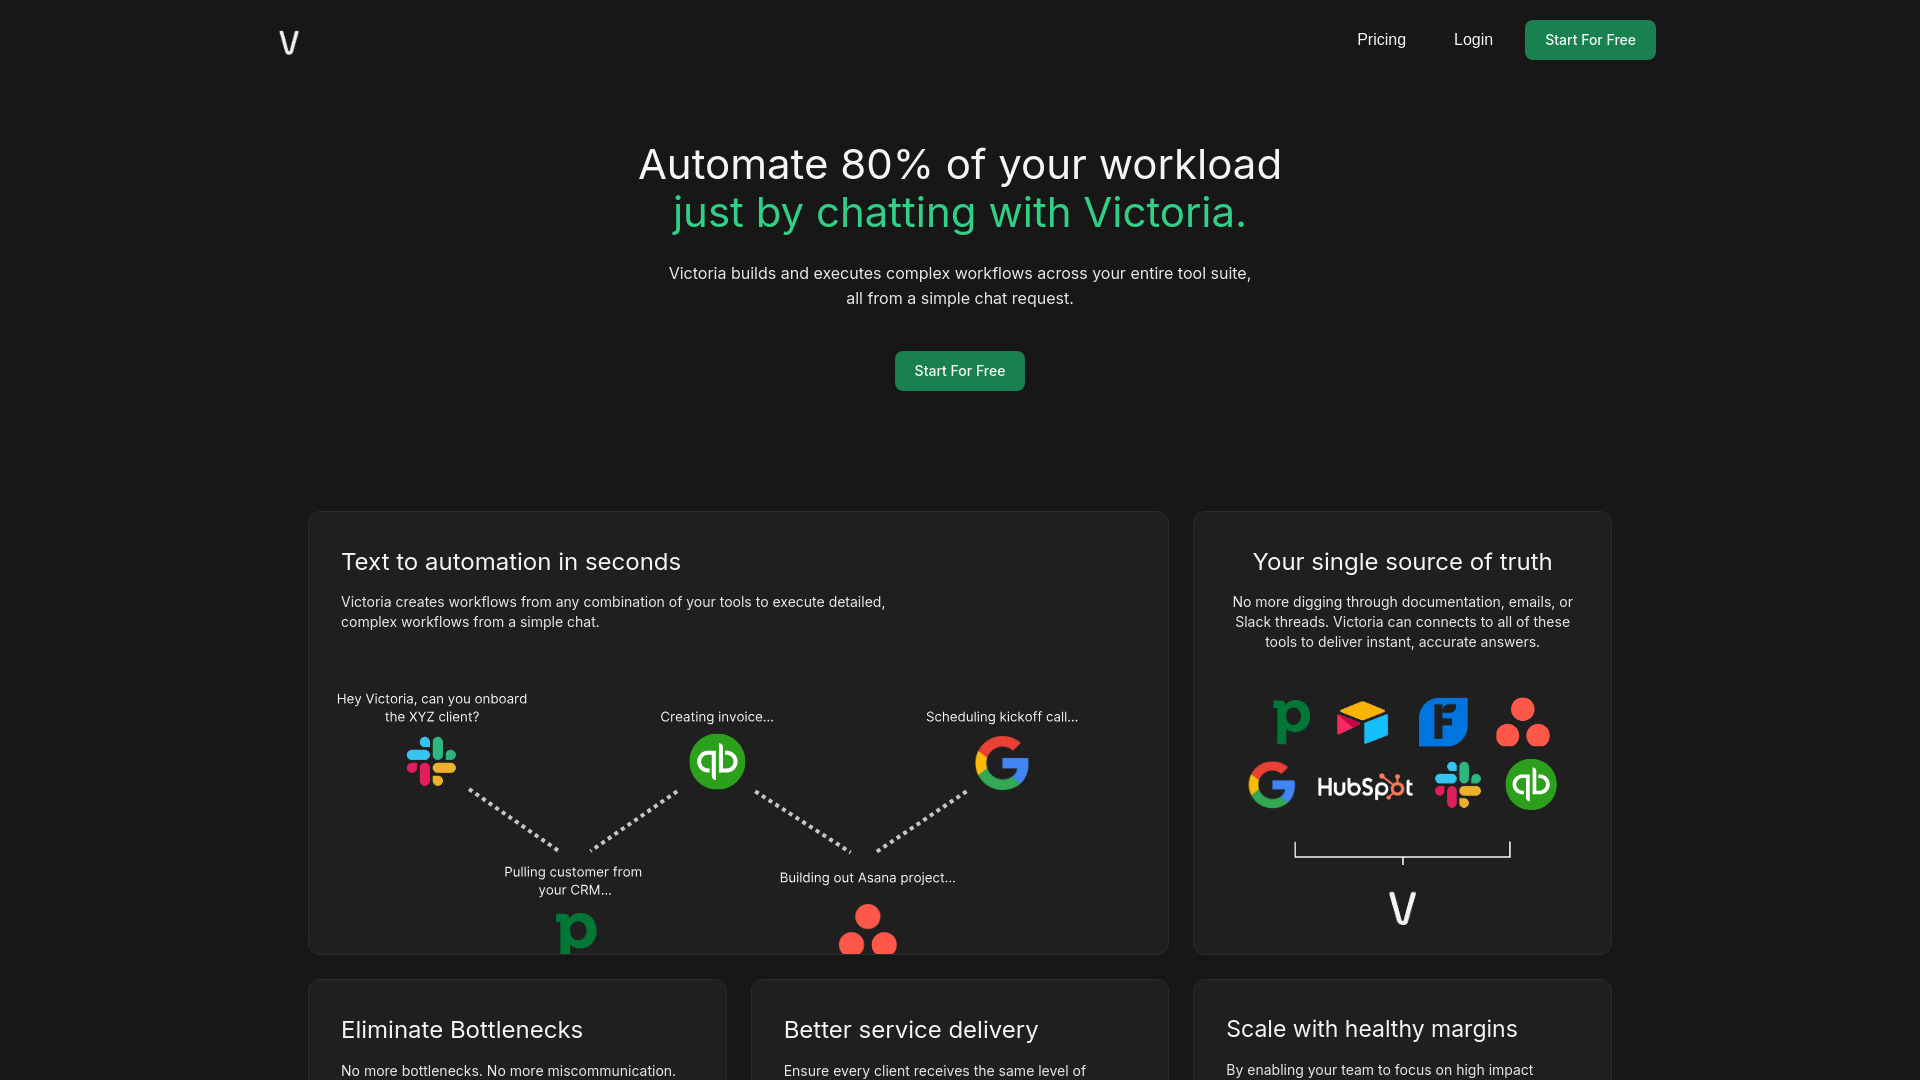 V
Pricing
Login
Start For Free
Automate 80% of your workload
just by chatting with Victoria.
Victoria builds and executes complex workflows across your entire tool suite,
all from a simple chat request.
Start For Free
Text to automation in seconds
Victoria creates workflows from any combination of your tools to execute detailed,
complex workflows from a simple chat.
Hey Victoria, can you onboard
the XYZ client?
Creating invoice...
qb
Scheduling kickoff call...
G
Pulling customer from
your CRM...
p
Building out Asana project...
Your single source of truth
No more digging through documentation, emails, or
Slack threads. Victoria can connects to all of these
tools to deliver instant, accurate answers.
p
F
G
HubSpot
qb
V
Eliminate Bottlenecks
No more bottlenecks. No more miscommunication.
Better service delivery
Ensure every client receives the same level of
Scale with healthy margins
By enabling your team to focus on high impact